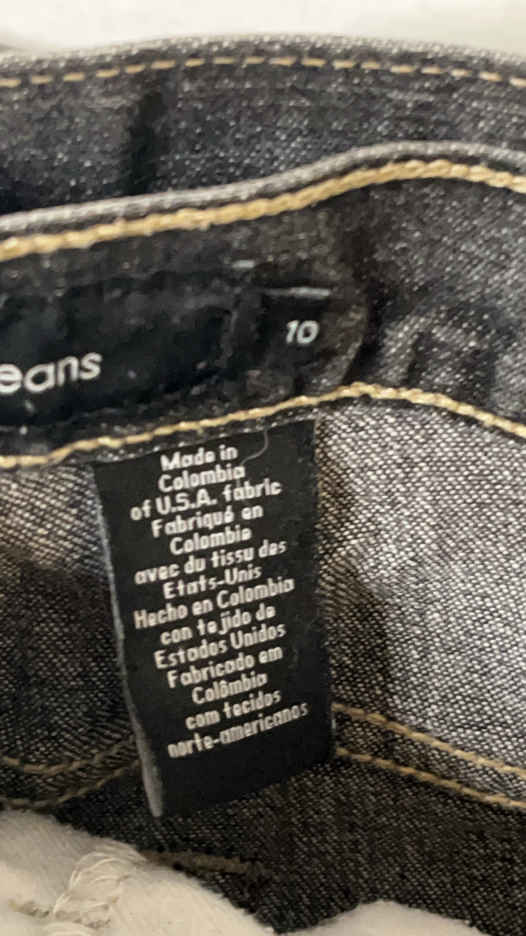 10
eans
Made in
Colombia
of U.S.A. fabric
Fabriqué en
Colombie
avec du tissu des
Etats-Unis
Hecho en Colombia
con tejido de
Estados Unidos
Fabricado em
Colômbia
com tecidos
norte-americanos